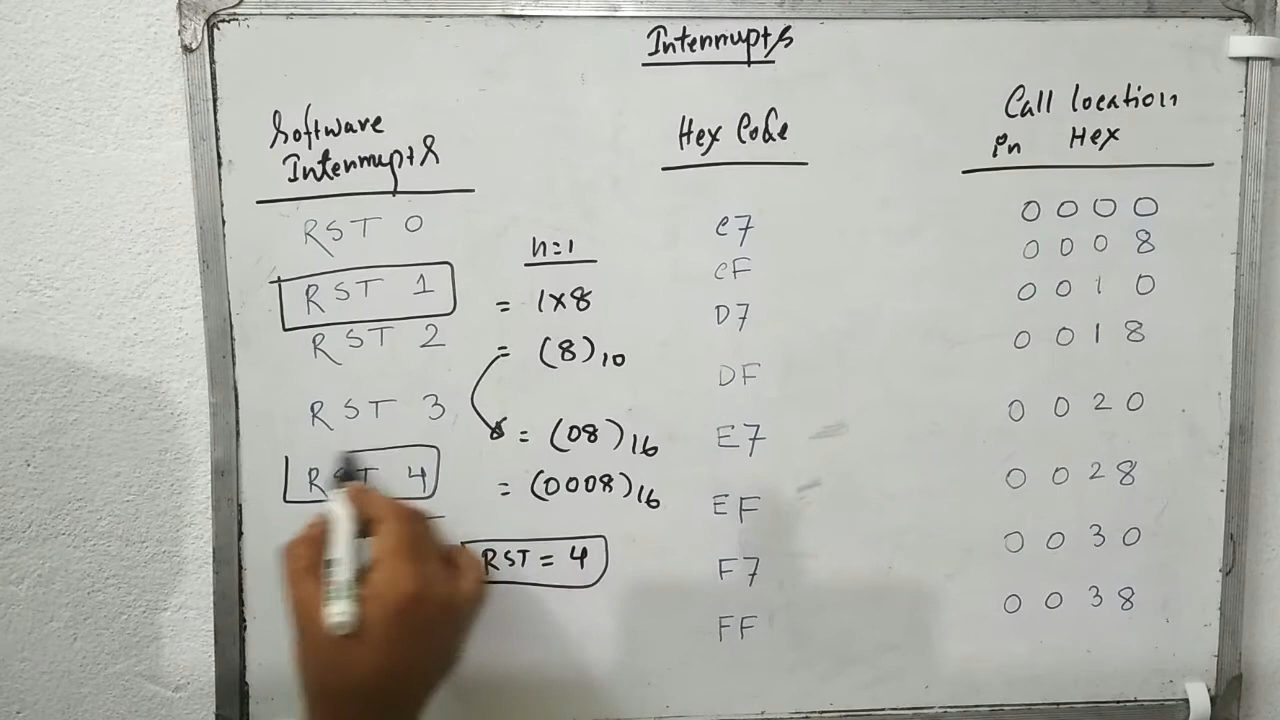 Interrupts
Software
Interrupts
Hex Code
Call location
in Hex
RST 0
C7
0000
RST 1
n=1
= 1×8
CF
0008
RST 2
= (8)10
D7
0010
RST 3
= (08)16
DF
0018
RST 4
= (0008)16
E7
0020
RST = 4
EF
0028
F7
0030
FF
0038